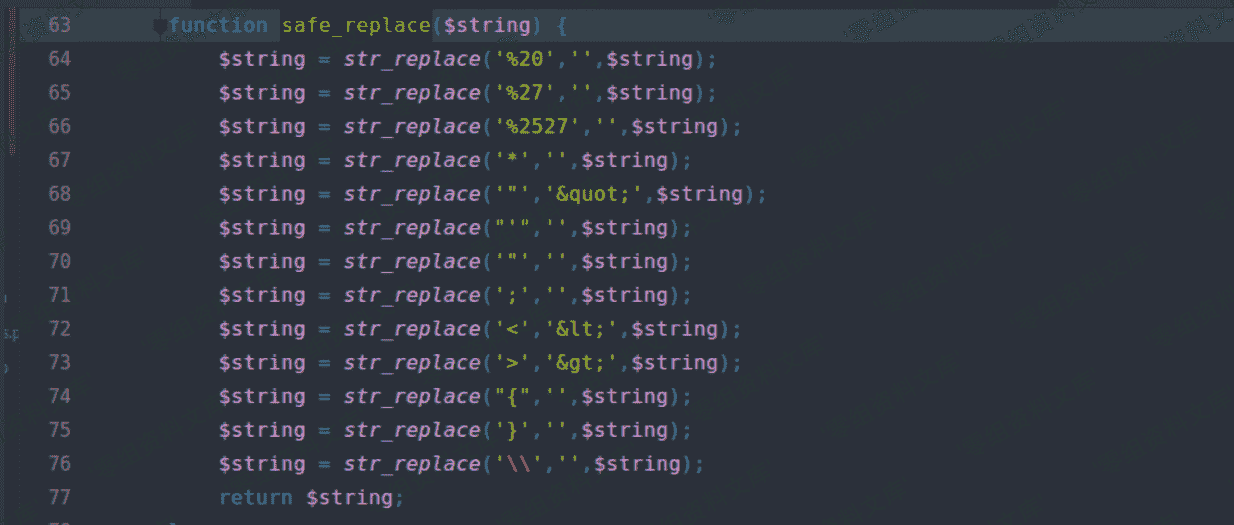 63 function safe_replace($string) {
64 $string = str_replace('%20','',$string);
65 $string = str_replace('%27','',$string);
66 $string = str_replace('%2527','',$string);
67 $string = str_replace('*','',$string);
68 $string = str_replace('"','&quot;',$string);
69 $string = str_replace("'",'',$string);
70 $string = str_replace('"','',$string);
71 $string = str_replace(';','',$string);
72 $string = str_replace('<','&lt;',$string);
73 $string = str_replace('>','&gt;',$string);
74 $string = str_replace("{",'',$string);
75 $string = str_replace('}','',$string);
76 $string = str_replace('\\','',$string);
77 return $string;